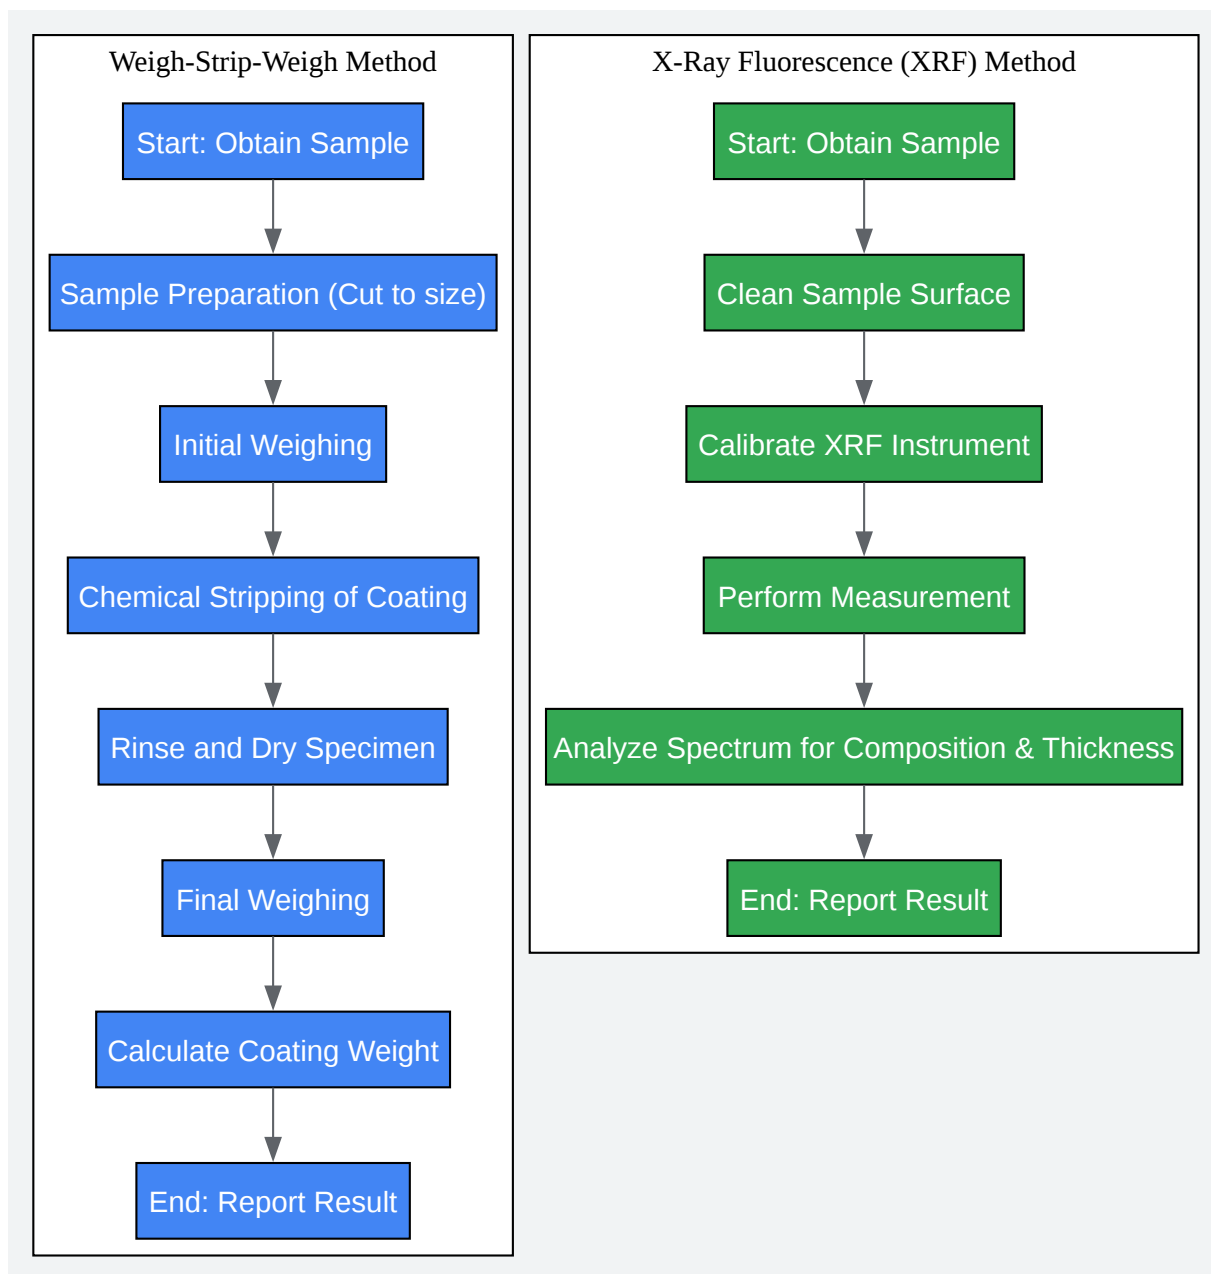 Weigh-Strip-Weigh Method
Start: Obtain Sample
Sample Preparation (Cut to size)
Initial Weighing
Chemical Stripping of Coating
Rinse and Dry Specimen
Final Weighing
Calculate Coating Weight
End: Report Result
X-Ray Fluorescence (XRF) Method
Start: Obtain Sample
Clean Sample Surface
Calibrate XRF Instrument
Perform Measurement
Analyze Spectrum for Composition & Thickness
End: Report Result